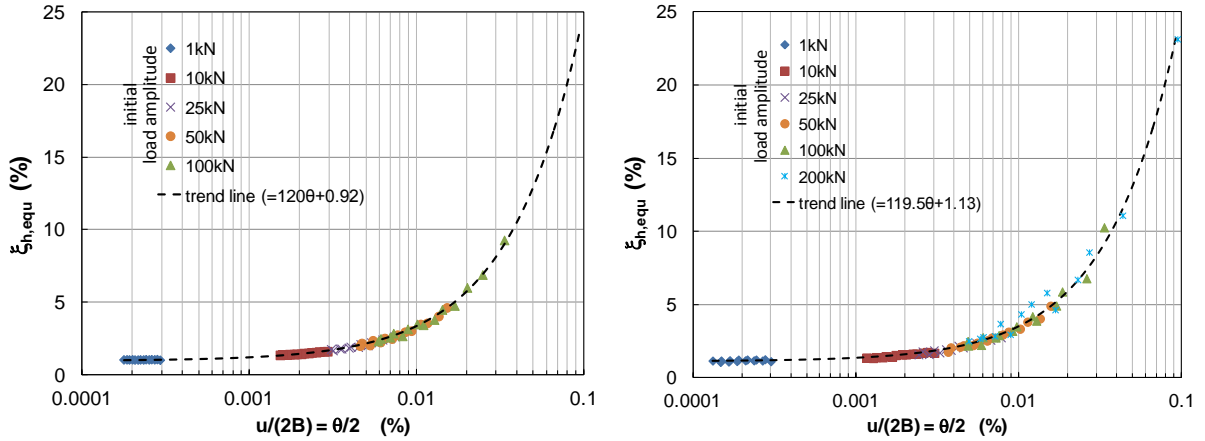 25
20
15
10
5
0
ξh,equ (%)
initial
load amplitude
1kN
10kN
25kN
50kN
100kN
trend line (=120θ+0.92)
0.0001
0.001
0.01
0.1
u/(2B) = θ/2 (%)
25
20
15
10
5
0
ξh,equ (%)
initial
load amplitude
1kN
10kN
25kN
50kN
100kN
200kN
trend line (=119.5θ+1.13)
0.0001
0.001
0.01
0.1
u/(2B) = θ/2 (%)